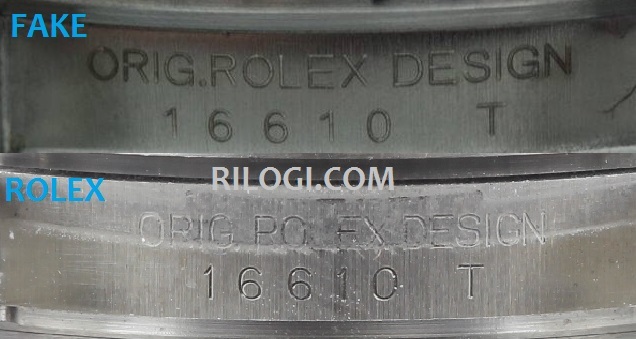 FAKE
ORIG.ROLEX DESIGN
16610 T
RILOGI.COM
ROLEX
ORIG ROLEX DESIGN
16610 T